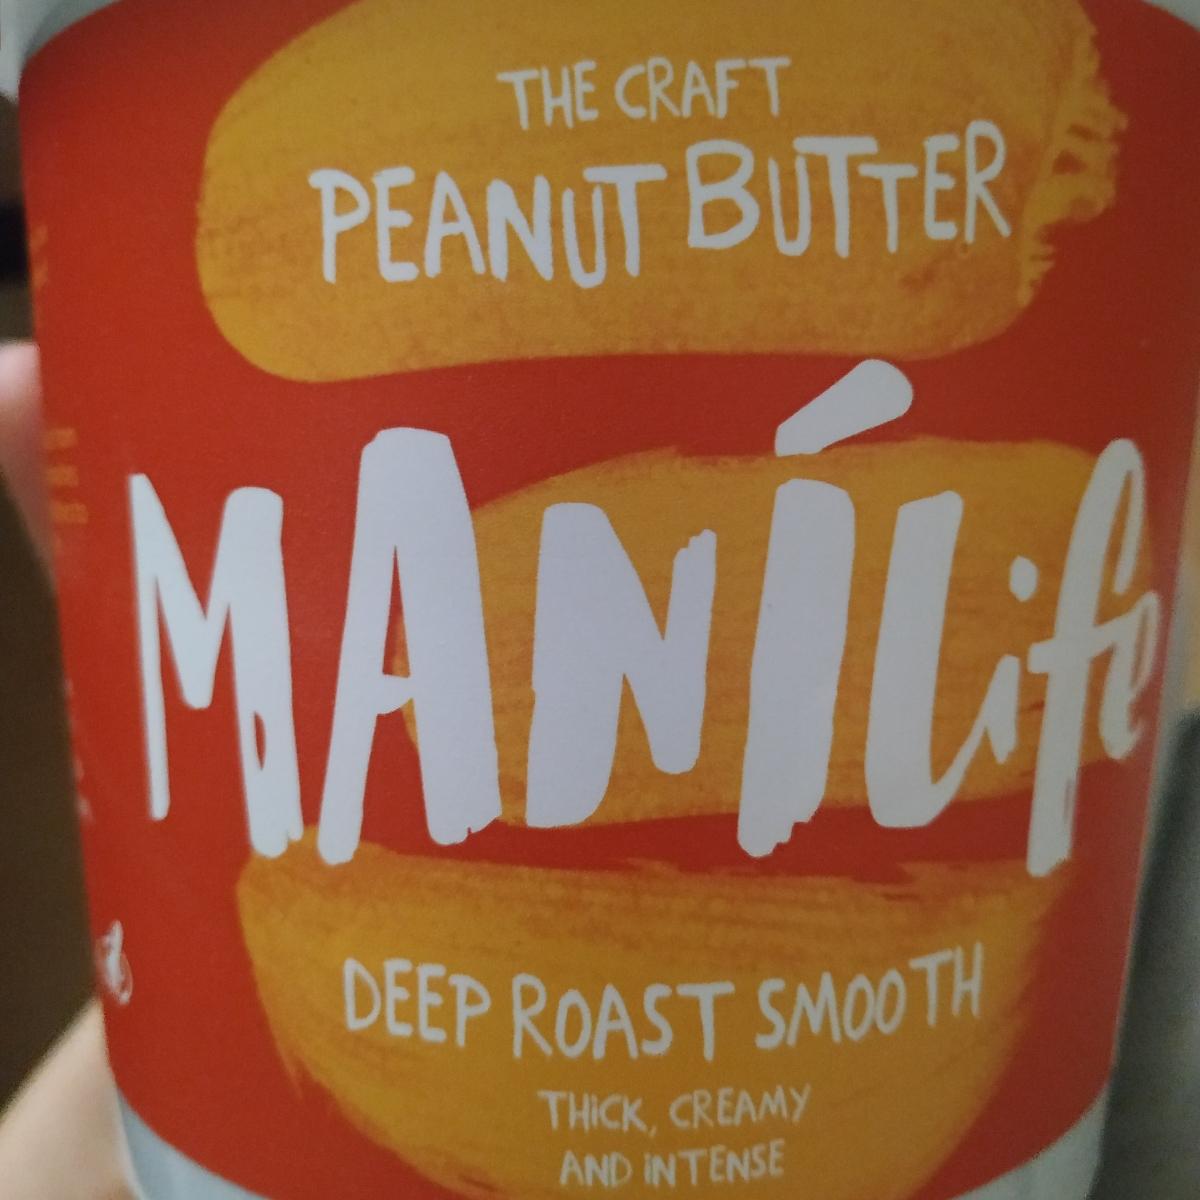 THE CRAFT
PEANUT BUTTER
MANÍLife
DEEP ROAST SMOOTH
THiCK, CREAMY
AND iNTENSE